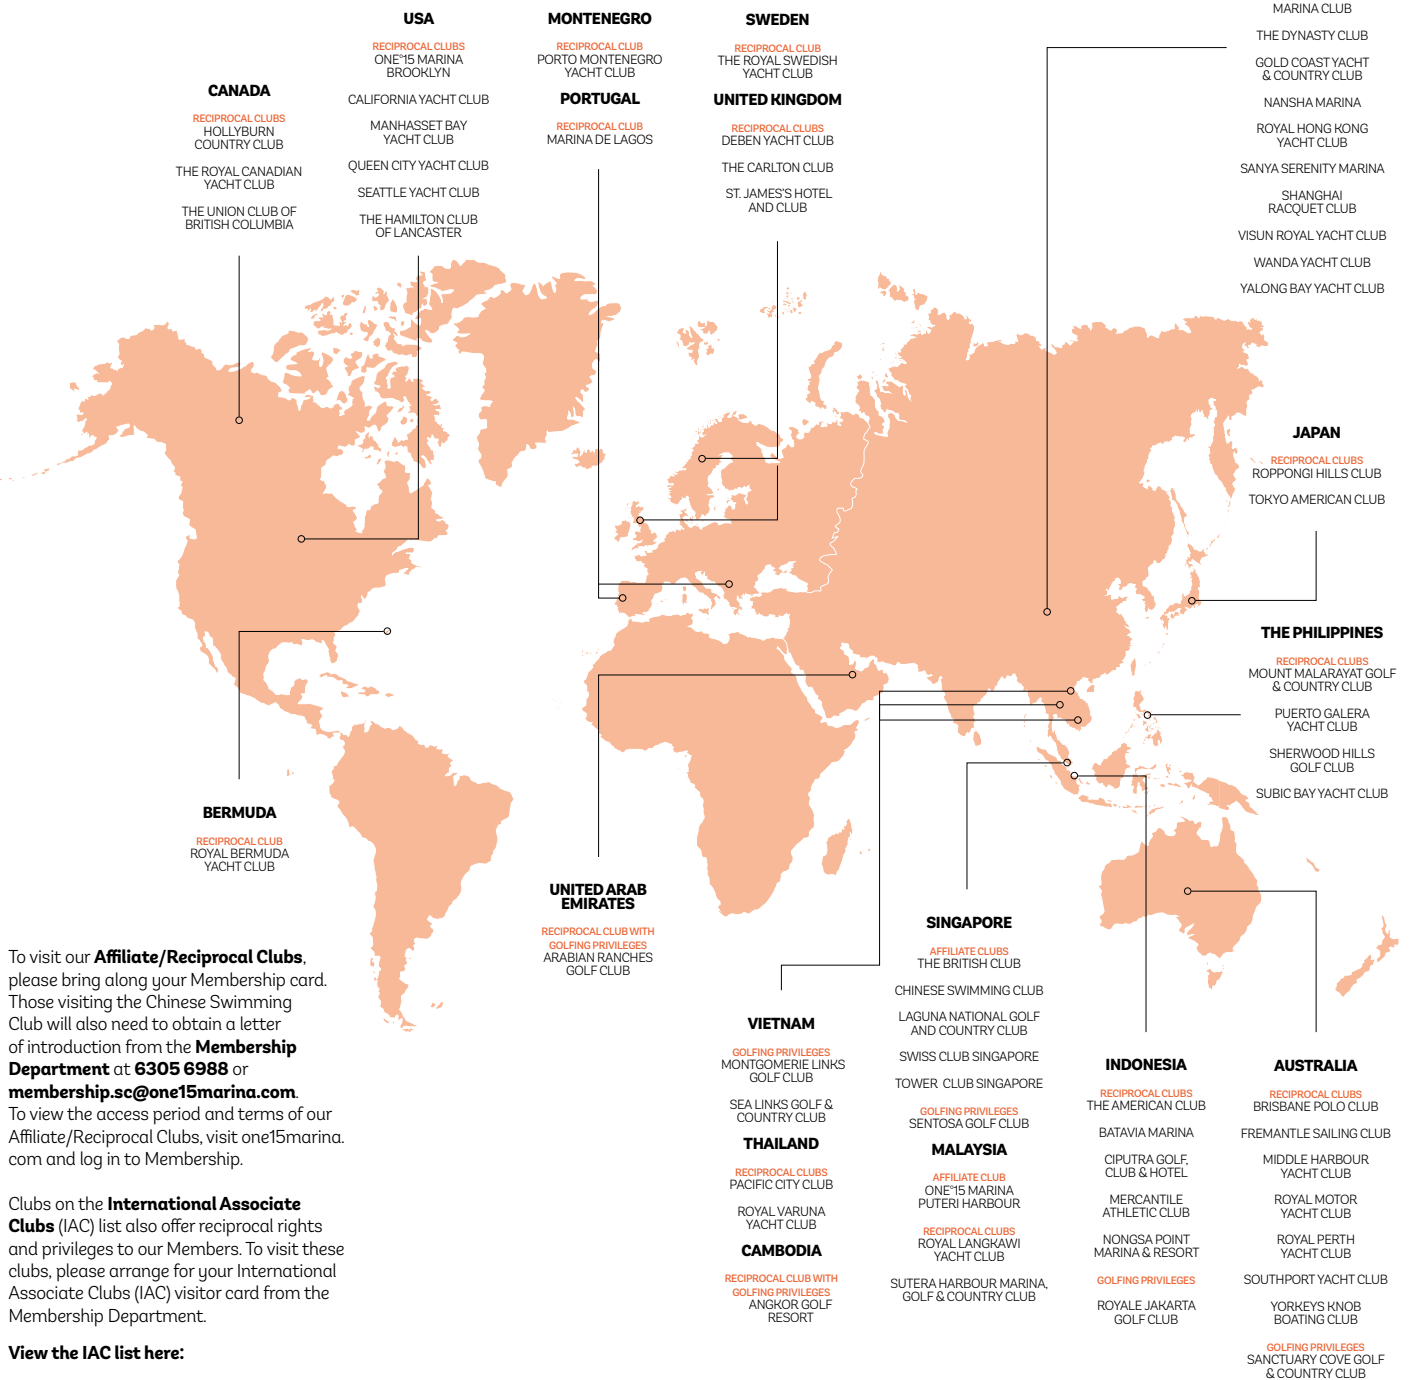 CANADA
RECIPROCAL CLUBS
HOLLYBURN
COUNTRY CLUB
THE ROYAL CANADIAN
YACHT CLUB
THE UNION CLUB OF
BRITISH COLUMBIA
USA
RECIPROCAL CLUBS
ONE°15 MARINA
BROOKLYN
CALIFORNIA YACHT CLUB
MANHASSET BAY
YACHT CLUB
QUEEN CITY YACHT CLUB
SEATTLE YACHT CLUB
THE HAMILTON CLUB
OF LANCASTER
MONTENEGRO
RECIPROCAL CLUB
PORTO MONTENEGRO
YACHT CLUB
PORTUGAL
RECIPROCAL CLUB
MARINA DE LAGOS
SWEDEN
RECIPROCAL CLUB
THE ROYAL SWEDISH
YACHT CLUB
UNITED KINGDOM
RECIPROCAL CLUBS
DEBEN YACHT CLUB
THE CARLTON CLUB
ST. JAMES'S HOTEL
AND CLUB
MARINA CLUB
THE DYNASTY CLUB
GOLD COAST YACHT
& COUNTRY CLUB
NANSHA MARINA
ROYAL HONG KONG
YACHT CLUB
SANYA SERENITY MARINA
SHANGHAI
RACQUET CLUB
VISUN ROYAL YACHT CLUB
WANDA YACHT CLUB
YALONG BAY YACHT CLUB
JAPAN
RECIPROCAL CLUBS
ROPPONGI HILLS CLUB
TOKYO AMERICAN CLUB
THE PHILIPPINES
RECIPROCAL CLUBS
MOUNT MALARAYAT GOLF
& COUNTRY CLUB
PUERTO GALERA
YACHT CLUB
SHERWOOD HILLS
GOLF CLUB
SUBIC BAY YACHT CLUB
BERMUDA
RECIPROCAL CLUB
ROYAL BERMUDA
YACHT CLUB
UNITED ARAB
EMIRATES
RECIPROCAL CLUB WITH
GOLFING PRIVILEGES
ARABIAN RANCHES
GOLF CLUB
VIETNAM
GOLFING PRIVILEGES
MONTGOMERIE LINKS
GOLF CLUB
SEA LINKS GOLF &
COUNTRY CLUB
THAILAND
RECIPROCAL CLUBS
PACIFIC CITY CLUB
ROYAL VARUNA
YACHT CLUB
CAMBODIA
RECIPROCAL CLUB WITH
GOLFING PRIVILEGES
ANGKOR GOLF
RESORT
SINGAPORE
AFFILIATE CLUBS
THE BRITISH CLUB
CHINESE SWIMMING CLUB
LAGUNA NATIONAL GOLF
AND COUNTRY CLUB
SWISS CLUB SINGAPORE
TOWER CLUB SINGAPORE
GOLFING PRIVILEGES
SENTOSA GOLF CLUB
MALAYSIA
AFFILIATE CLUB
ONE°15 MARINA
PUTERI HARBOUR
RECIPROCAL CLUBS
ROYAL LANGKAWI
YACHT CLUB
SUTERA HARBOUR MARINA,
GOLF & COUNTRY CLUB
INDONESIA
RECIPROCAL CLUBS
THE AMERICAN CLUB
BATAVIA MARINA
CIPUTRA GOLF,
CLUB & HOTEL
MERCANTILE
ATHLETIC CLUB
NONGSA POINT
MARINA & RESORT
GOLFING PRIVILEGES
ROYALE JAKARTA
GOLF CLUB
AUSTRALIA
RECIPROCAL CLUBS
BRISBANE POLO CLUB
FREMANTLE SAILING CLUB
MIDDLE HARBOUR
YACHT CLUB
ROYAL MOTOR
YACHT CLUB
ROYAL PERTH
YACHT CLUB
SOUTHPORT YACHT CLUB
YORKEYS KNOB
BOATING CLUB
GOLFING PRIVILEGES
SANCTUARY COVE GOLF
& COUNTRY CLUB
To visit our Affiliate/Reciprocal Clubs,
please bring along your Membership card.
Those visiting the Chinese Swimming
Club will also need to obtain a letter
of introduction from the Membership
Department at 6305 6988 or
membership.sc@one15marina.com.
To view the access period and terms of our
Affiliate/Reciprocal Clubs, visit one15marina.
com and log in to Membership.
Clubs on the International Associate
Clubs (IAC) list also offer reciprocal rights
and privileges to our Members. To visit these
clubs, please arrange for your International
Associate Clubs (IAC) visitor card from the
Membership Department.
View the IAC list here: